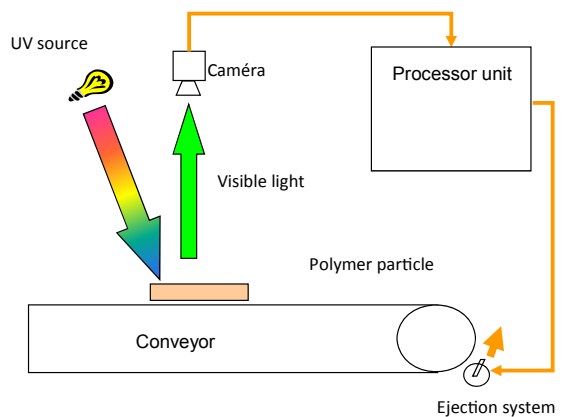 UV source
Caméra
Processor unit
Visible light
Polymer particle
Conveyor
Ejection system